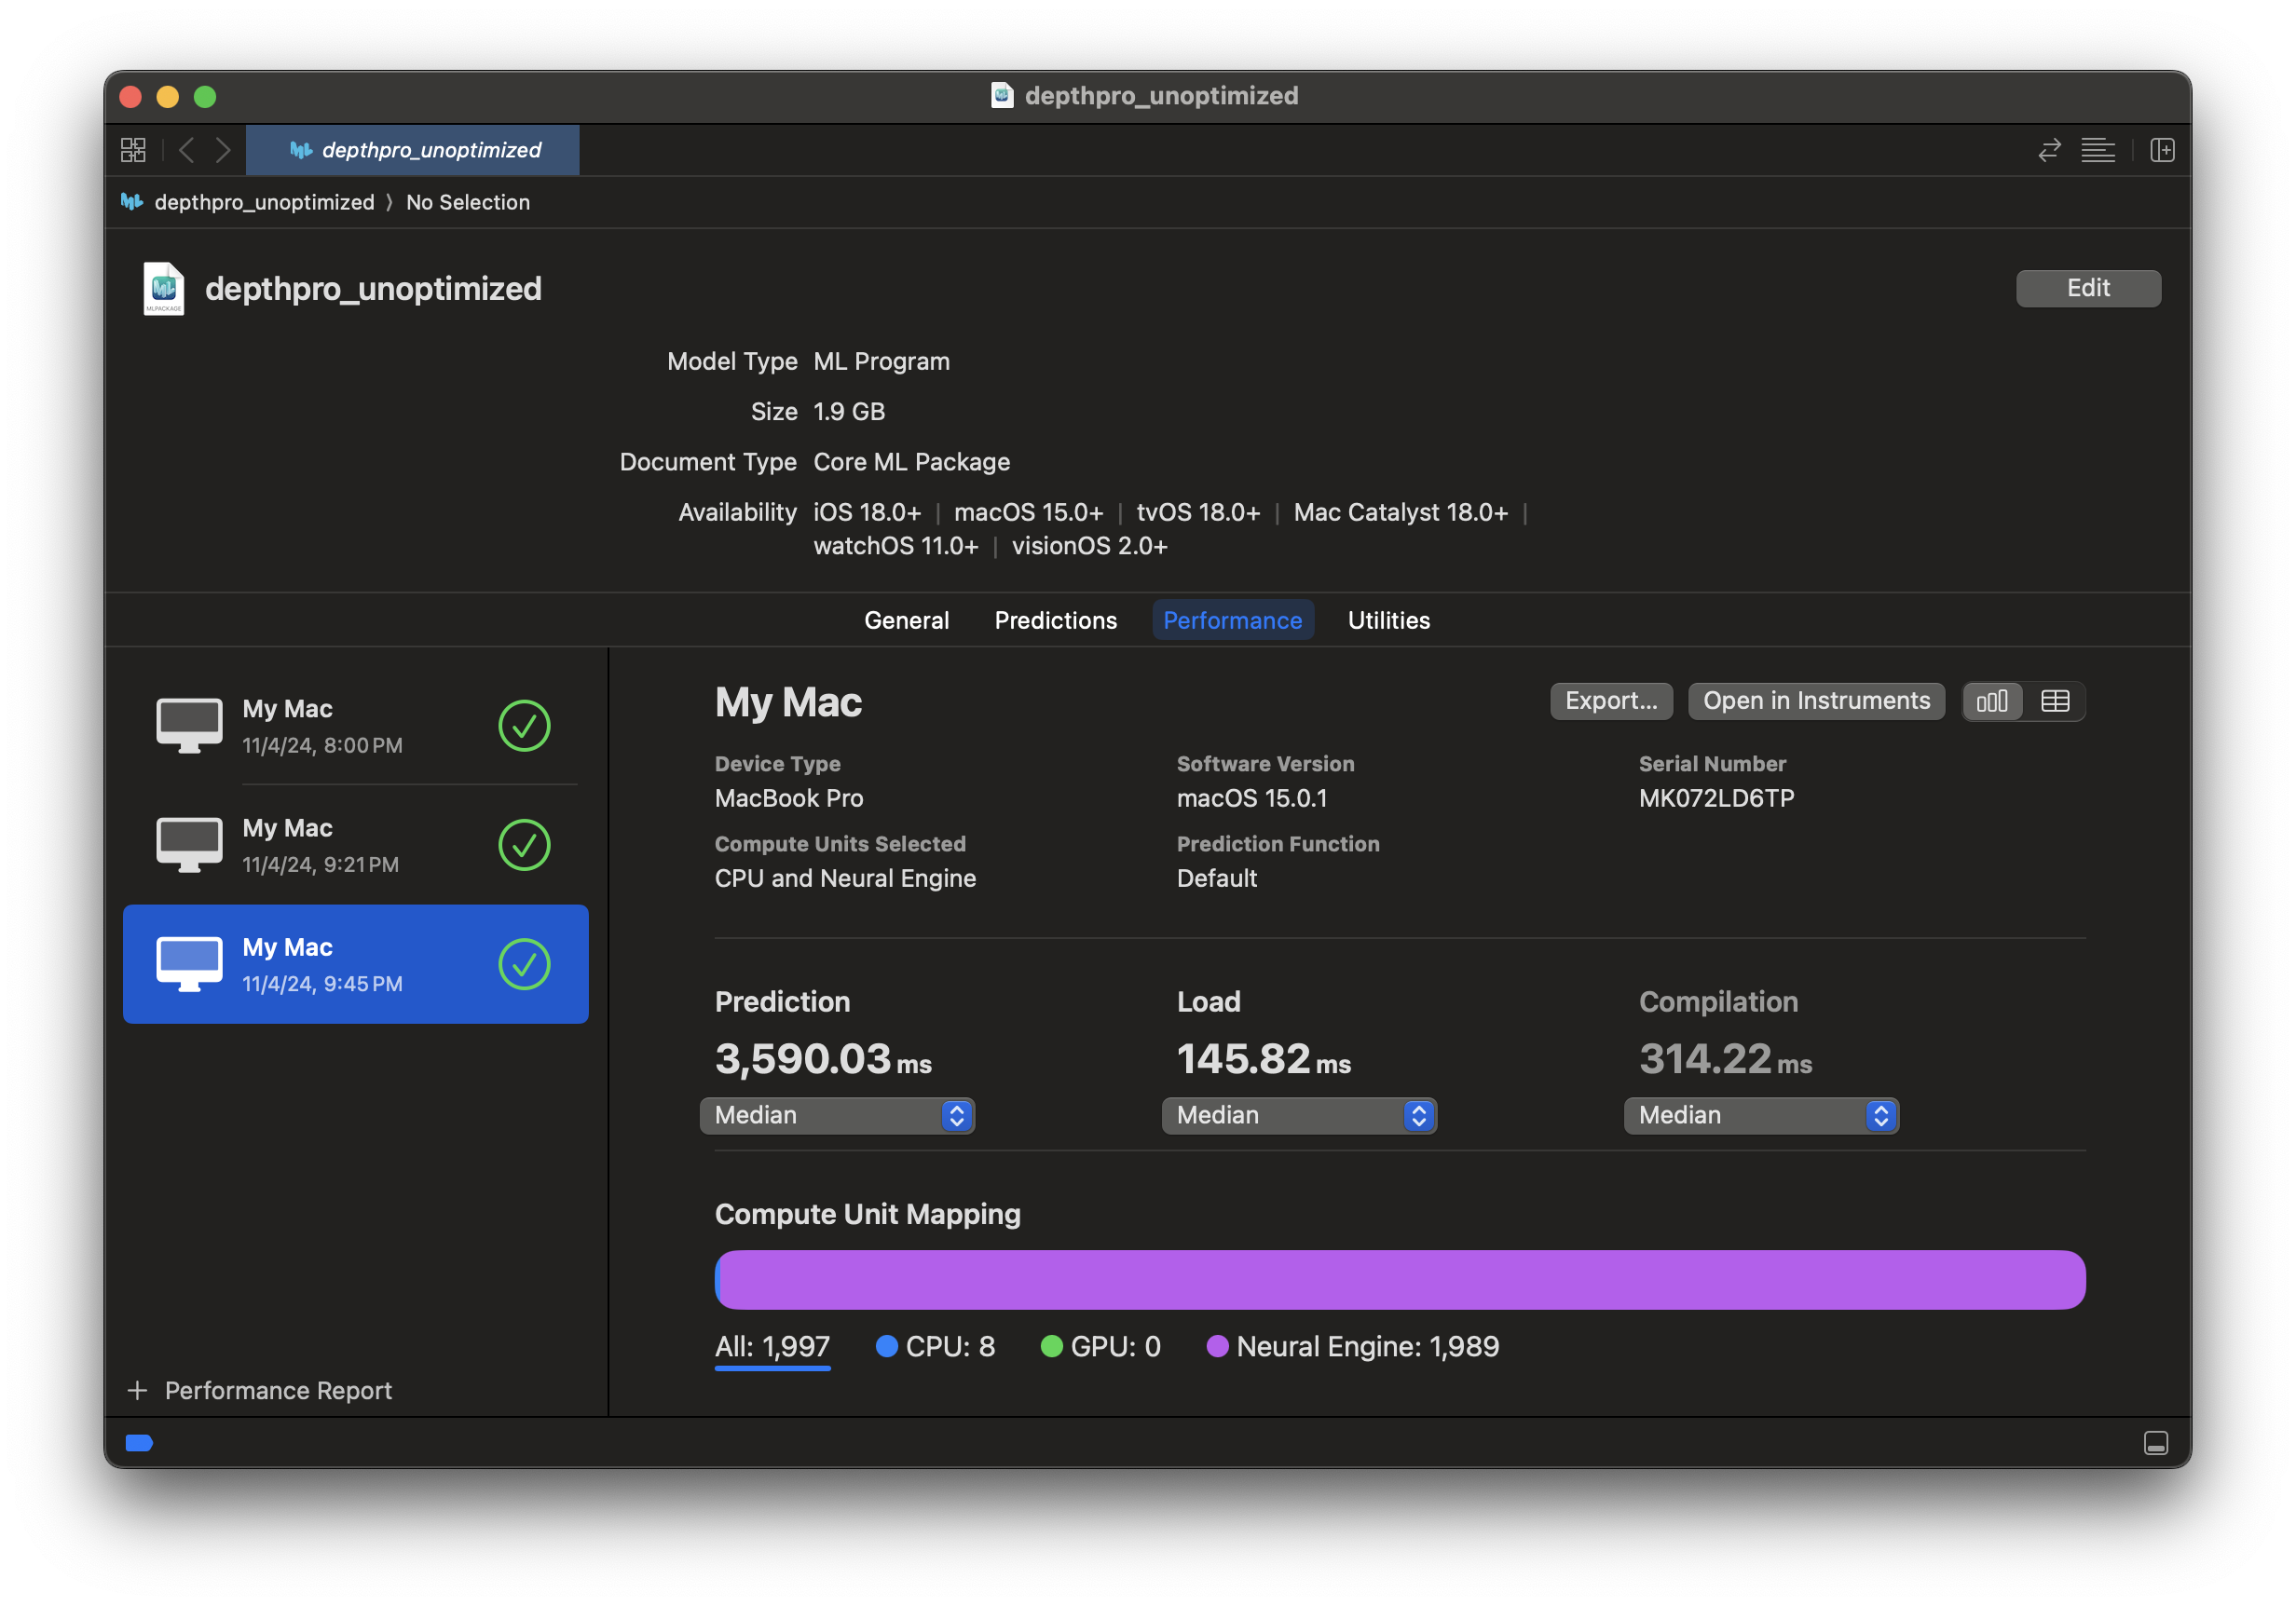 depthpro_unoptimized
depthpro_unoptimized
depthpro_unoptimized ⟩ No Selection
MLPACKAGE
depthpro_unoptimized
Edit
Model Type ML Program
Size 1.9 GB
Document Type Core ML Package
Availability iOS 18.0+ | macOS 15.0+ | tvOS 18.0+ | Mac Catalyst 18.0+ |
watchOS 11.0+ | visionOS 2.0+
General Predictions Performance Utilities
My Mac
11/4/24, 8:00 PM
My Mac
11/4/24, 9:21 PM
My Mac
11/4/24, 9:45 PM
+ Performance Report
My Mac
Export... Open in Instruments
Device Type Software Version Serial Number
MacBook Pro macOS 15.0.1 MK072LD6TP
Compute Units Selected Prediction Function
CPU and Neural Engine Default
Prediction Load Compilation
3,590.03 ms 145.82 ms 314.22 ms
Median Median Median
Compute Unit Mapping
All: 1,997 CPU: 8 GPU: 0 Neural Engine: 1,989